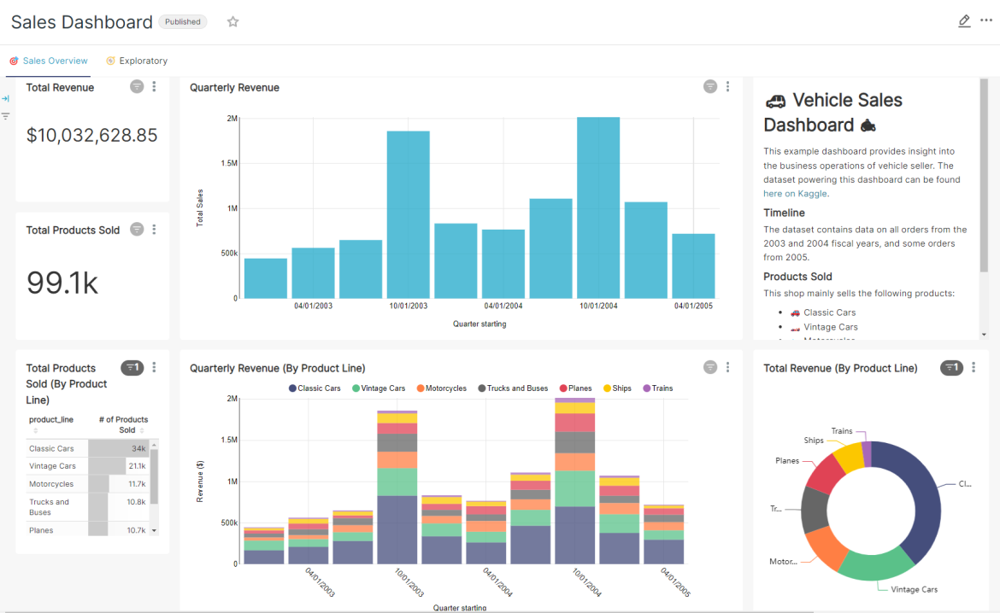 Sales Dashboard
Published
Sales Overview
Exploratory
Total Revenue
$10,032,628.85
Quarterly Revenue
2M
1.5M
1M
500k
0
Total Sales
04/01/2003
10/01/2003
04/01/2004
10/01/2004
04/01/2005
Quarter starting
Vehicle Sales
Dashboard
This example dashboard provides insight into
the business operations of vehicle seller. The
dataset powering this dashboard can be found
here on Kaggle.
Timeline
The dataset contains data on all orders from the
2003 and 2004 fiscal years, and some orders
from 2005.
Products Sold
This shop mainly sells the following products:
Classic Cars
Vintage Cars
Motorcycles
Total Products Sold
99.1k
Total Products
Sold (By Product
Line)
1
product_line
# of Products
Sold
Classic Cars 34k
Vintage Cars 21.1k
Motorcycles 11.7k
Trucks and
Buses
10.8k
Planes 10.7k
Quarterly Revenue (By Product Line)
Classic Cars
Vintage Cars
Motorcycles
Trucks and Buses
Planes
Ships
Trains
2M
1.5M
1M
500k
0
Revenue ($)
04/01/2003
10/01/2003
04/01/2004
10/01/2004
04/01/2005
Quarter starting
Total Revenue (By Product Line)
1
Trains
Ships
Planes
Tr...
Motor...
Cl...
Vintage Cars